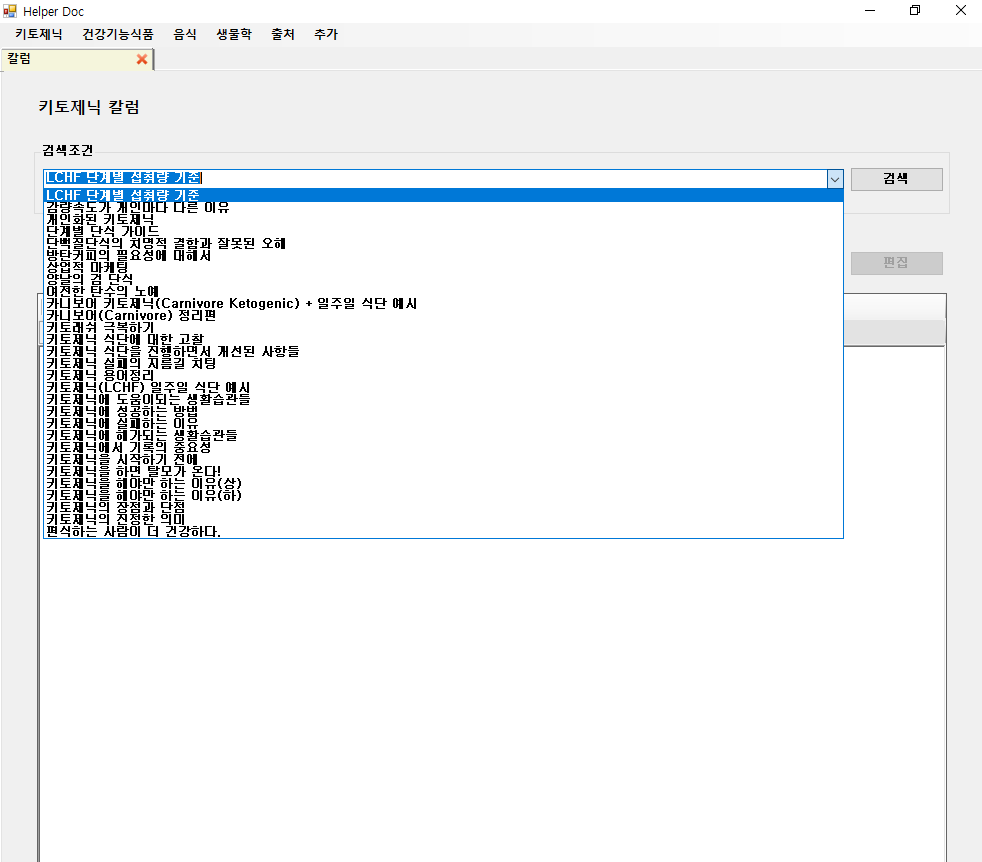 Helper Doc
키토제닉 건강기능식품 음식 생물학 출처 추가
칼럼
키토제닉 칼럼
검색조건
LCHF 단계별 섭취량 기준
검색
LCHF 단계별 섭취량 기준
감량속도가 개인마다 다른 이유
개인화된 키토제닉
단계별 단식 가이드
단백질단식의 치명적 결함과 잘못된 오해
방탄커피의 필요성에 대해서
상업적 마케팅
양날의 검 단식
여전한 탄수의 노예
카니보어 키토제닉(Carnivore Ketogenic) + 일주일 식단 예시
카니보어(Carnivore) 정리편
키토래쉬 극복하기
키토제닉 식단에 대한 고찰
키토제닉 식단을 진행하면서 개선된 사항들
키토제닉 실패의 지름길 치팅
키토제닉 용어정리
키토제닉(LCHF) 일주일 식단 예시
키토제닉에 도움이되는 생활습관들
키토제닉에 성공하는 방법
키토제닉에 실패하는 이유
키토제닉에 해가되는 생활습관들
키토제닉에서 기록의 중요성
키토제닉을 시작하기 전에
키토제닉을 하면 탈모가 온다!
키토제닉을 해야만 하는 이유(상)
키토제닉을 해야만 하는 이유(하)
키토제닉의 장점과 단점
키토제닉의 진정한 의미
편식하는 사람이 더 건강하다.
편집